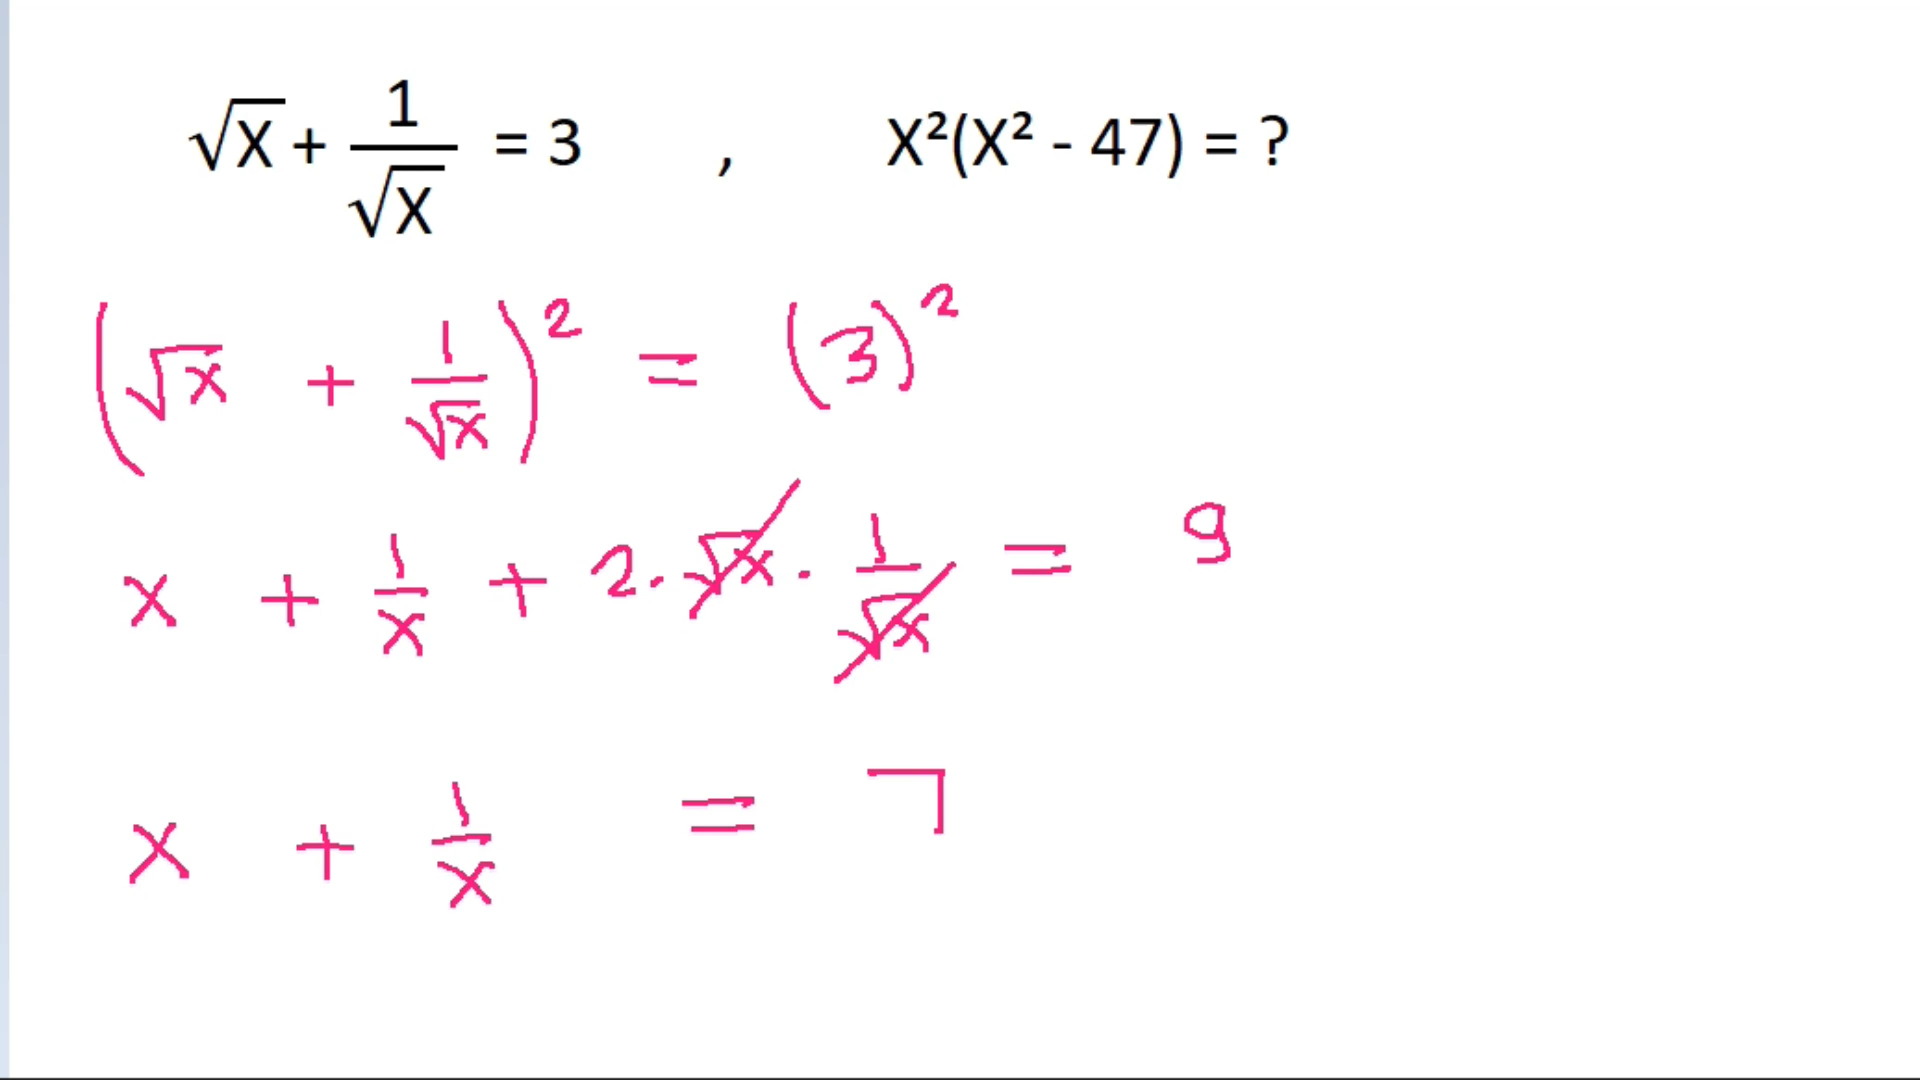 √X + 1/√X = 3 , X²(X² - 47) = ?
(√x + 1/√x)² = (3)²
x + 1/x + 2.√x . 1/√x = 9
x + 1/x = 7